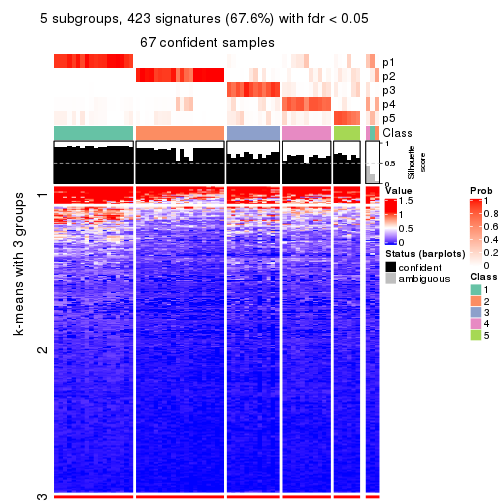 5 subgroups, 423 signatures (67.6%) with fdr < 0.05
67 confident samples
p1
p2
p3
p4
p5
Class
1
0.5
0
Silhouette
score
k-means with 3 groups
1
2
3
Value
1.5
1
0.5
0
Status (barplots)
confident
ambiguous
Prob
1
0.8
0.6
0.4
0.2
0
Class
1
2
3
4
5